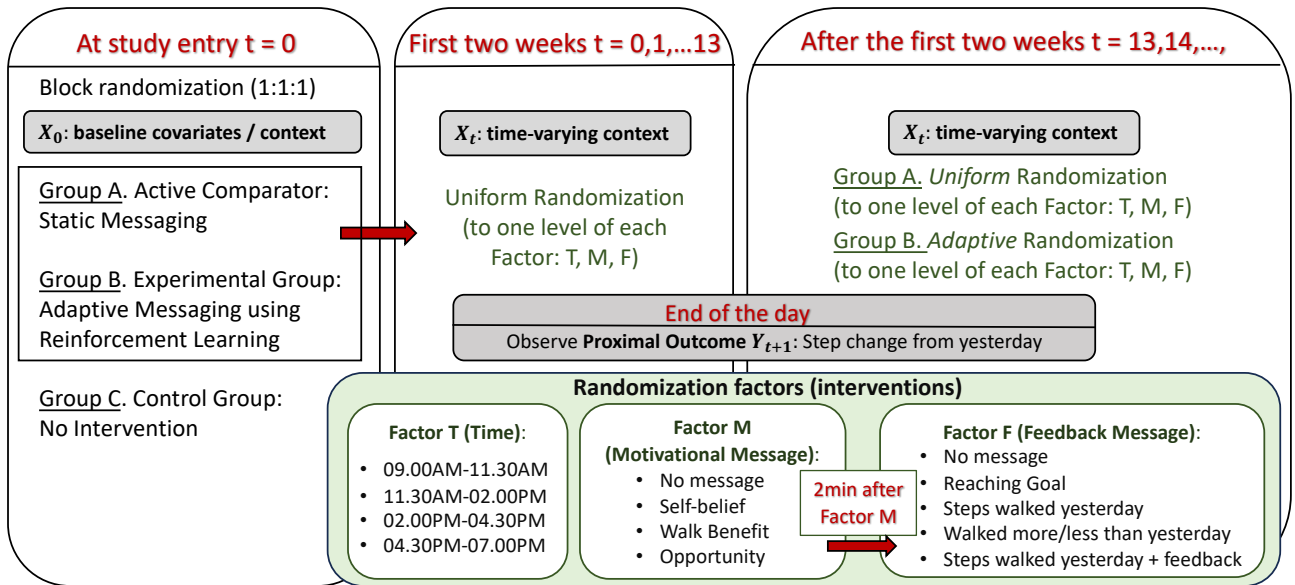 At study entry t = 0
Block randomization (1:1:1)
X₀: baseline covariates / context
Group A. Active Comparator:
Static Messaging
Group B. Experimental Group:
Adaptive Messaging using
Reinforcement Learning
Group C. Control Group:
No Intervention
First two weeks t = 0,1,...13
Xₜ: time-varying context
Uniform Randomization
(to one level of each
Factor: T, M, F)
After the first two weeks t = 13,14,...,
Xₜ: time-varying context
Group A. Uniform Randomization
(to one level of each Factor: T, M, F)
Group B. Adaptive Randomization
(to one level of each Factor: T, M, F)
End of the day
Observe Proximal Outcome Yₜ₊₁: Step change from yesterday
Randomization factors (interventions)
Factor T (Time):
• 09.00AM-11.30AM
• 11.30AM-02.00PM
• 02.00PM-04.30PM
• 04.30PM-07.00PM
Factor M
(Motivational Message):
• No message
• Self-belief
• Walk Benefit
• Opportunity
2min after
Factor M
Factor F (Feedback Message):
• No message
• Reaching Goal
• Steps walked yesterday
• Walked more/less than yesterday
• Steps walked yesterday + feedback